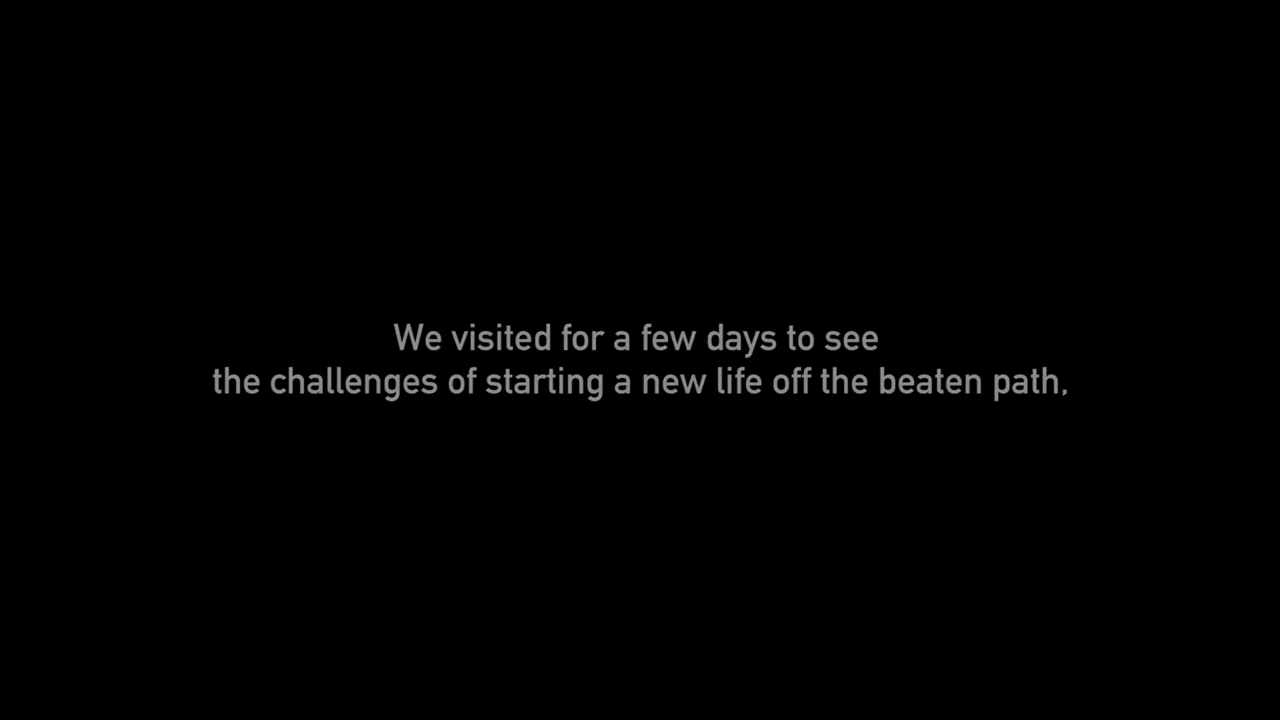 We visited for a few days to see
the challenges of starting a new life off the beaten path,